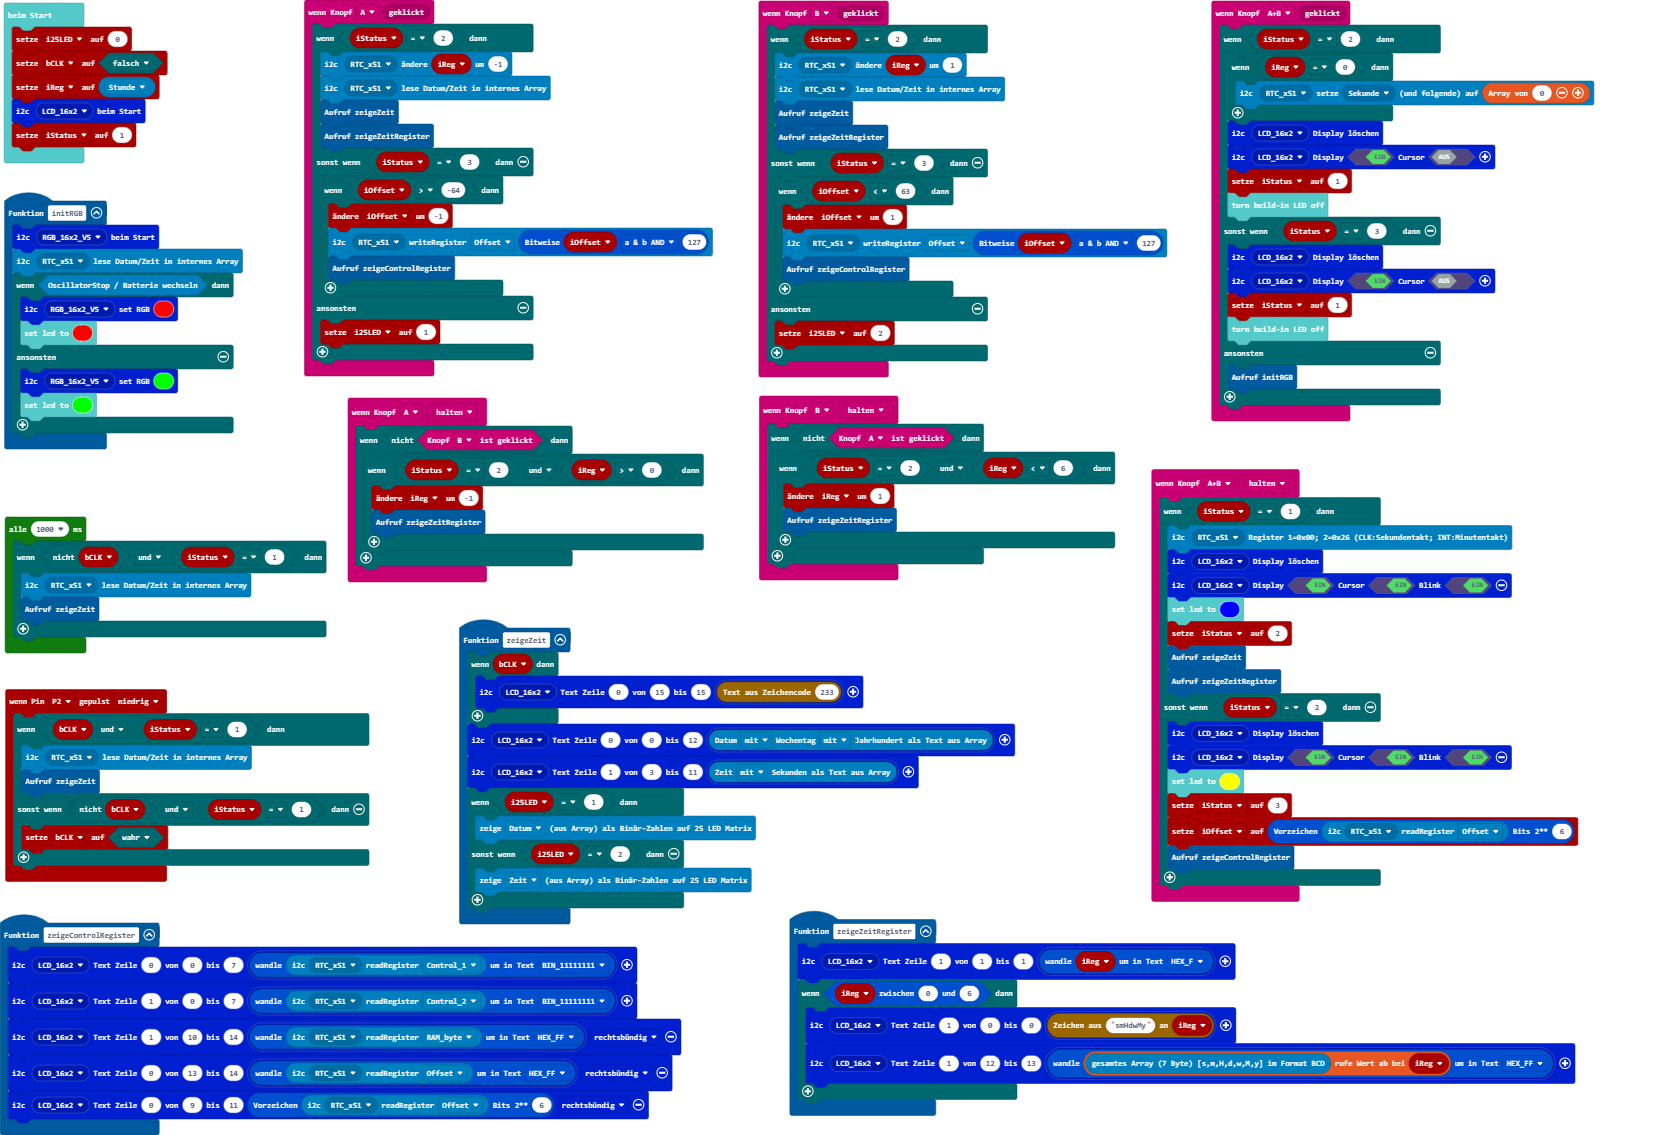 beim Start
setze i25LED auf 0
setze bCLK auf falsch
setze iReg auf Stunde
i2c LCD_16x2 beim Start
setze iStatus auf 1
Funktion initRGB
i2c RGB_16x2_V5 beim Start
i2c RTC_x51 lese Datum/Zeit in internes Array
wenn OscillatorStop / Batterie wechseln dann
i2c RGB_16x2_V5 set RGB
set led to
ansonsten
i2c RGB_16x2_V5 set RGB
set led to
alle 1000 ms
wenn nicht bCLK und iStatus = 1 dann
i2c RTC_x51 lese Datum/Zeit in internes Array
Aufruf zeigeZeit
wenn Pin P2 gepulst niedrig
wenn bCLK und iStatus = 1 dann
i2c RTC_x51 lese Datum/Zeit in internes Array
Aufruf zeigeZeit
sonst wenn nicht bCLK und iStatus = 1 dann
setze bCLK auf wahr
wenn Knopf A geklickt
wenn iStatus = 2 dann
i2c RTC_x51 ändere iReg um -1
i2c RTC_x51 lese Datum/Zeit in internes Array
Aufruf zeigeZeit
Aufruf zeigeZeitRegister
sonst wenn iStatus = 3 dann
wenn iOffset > -64 dann
ändere iOffset um -1
i2c RTC_x51 writeRegister Offset Bitweise iOffset a & b AND 127
Aufruf zeigeControlRegister
ansonsten
setze i25LED auf 1
wenn Knopf B geklickt
wenn iStatus = 2 dann
i2c RTC_x51 ändere iReg um 1
i2c RTC_x51 lese Datum/Zeit in internes Array
Aufruf zeigeZeit
Aufruf zeigeZeitRegister
sonst wenn iStatus = 3 dann
wenn iOffset < 63 dann
ändere iOffset um 1
i2c RTC_x51 writeRegister Offset Bitweise iOffset a & b AND 127
Aufruf zeigeControlRegister
ansonsten
setze i25LED auf 2
wenn Knopf A+B geklickt
wenn iStatus = 2 dann
wenn iReg = 0 dann
i2c RTC_x51 setze Sekunde (und folgende) auf Array von 0
i2c LCD_16x2 Display löschen
i2c LCD_16x2 Display EIN Cursor AUS
setze iStatus auf 1
turn build-in LED off
sonst wenn iStatus = 3 dann
i2c LCD_16x2 Display löschen
i2c LCD_16x2 Display EIN Cursor AUS
setze iStatus auf 1
turn build-in LED off
ansonsten
Aufruf initRGB
wenn Knopf A halten
wenn nicht Knopf B ist geklickt dann
wenn iStatus = 2 und iReg > 0 dann
ändere iReg um -1
Aufruf zeigeZeitRegister
wenn Knopf B halten
wenn nicht Knopf A ist geklickt dann
wenn iStatus = 2 und iReg < 6 dann
ändere iReg um 1
Aufruf zeigeZeitRegister
wenn Knopf A+B halten
wenn iStatus = 1 dann
i2c RTC_x51 Register 1=0x00; 2=0x26 (CLK:Sekundentakt; INT:Minutentakt)
i2c LCD_16x2 Display löschen
i2c LCD_16x2 Display EIN Cursor EIN Blink EIN
set led to
setze iStatus auf 2
Aufruf zeigeZeit
Aufruf zeigeZeitRegister
sonst wenn iStatus = 2 dann
i2c LCD_16x2 Display löschen
i2c LCD_16x2 Display EIN Cursor EIN Blink EIN
set led to
setze iStatus auf 3
setze iOffset auf Vorzeichen i2c RTC_x51 readRegister Offset Bits 2** 6
Aufruf zeigeControlRegister
Funktion zeigeZeit
wenn bCLK dann
i2c LCD_16x2 Text Zeile 0 von 15 bis 15 Text aus Zeichencode 233
i2c LCD_16x2 Text Zeile 0 von 0 bis 12 Datum mit Wochentag mit Jahrhundert als Text aus Array
i2c LCD_16x2 Text Zeile 1 von 3 bis 11 Zeit mit Sekunden als Text aus Array
wenn i25LED = 1 dann
zeige Datum (aus Array) als Binär-Zahlen auf 25 LED Matrix
sonst wenn i25LED = 2 dann
zeige Zeit (aus Array) als Binär-Zahlen auf 25 LED Matrix
Funktion zeigeControlRegister
i2c LCD_16x2 Text Zeile 0 von 0 bis 7 wandle i2c RTC_x51 readRegister Control_1 um in Text BIN_11111111
i2c LCD_16x2 Text Zeile 1 von 0 bis 7 wandle i2c RTC_x51 readRegister Control_2 um in Text BIN_11111111
i2c LCD_16x2 Text Zeile 1 von 10 bis 14 wandle i2c RTC_x51 readRegister RAM_byte um in Text HEX_FF rechtsbündig
i2c LCD_16x2 Text Zeile 0 von 13 bis 14 wandle i2c RTC_x51 readRegister Offset um in Text HEX_FF rechtsbündig
i2c LCD_16x2 Text Zeile 0 von 9 bis 11 Vorzeichen i2c RTC_x51 readRegister Offset Bits 2** 6 rechtsbündig
Funktion zeigeZeitRegister
i2c LCD_16x2 Text Zeile 1 von 1 bis 1 wandle iReg um in Text HEX_F
wenn iReg zwischen 0 und 6 dann
i2c LCD_16x2 Text Zeile 1 von 0 bis 0 Zeichen aus "smHdwMy" an iReg
i2c LCD_16x2 Text Zeile 1 von 12 bis 13 wandle gesamtes Array (7 Byte) [s,m,H,d,w,M,y] im Format BCD rufe Wert ab bei iReg um in Text HEX_FF